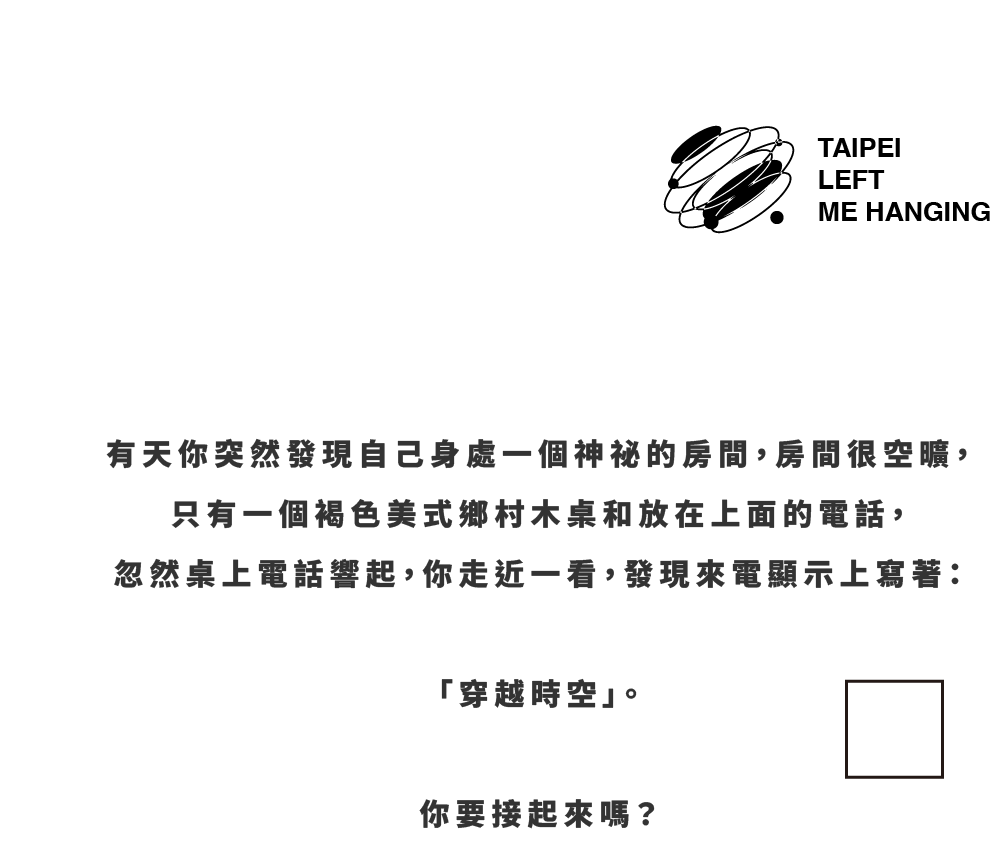 TAIPEI
LEFT
ME HANGING
有天你突然發現自己身處一個神祕的房間，房間很空曠，
只有一個褐色美式鄉村木桌和放在上面的電話，
忽然桌上電話響起，你走近一看，發現來電顯示上寫著：
「穿越時空」。
你要接起來嗎？